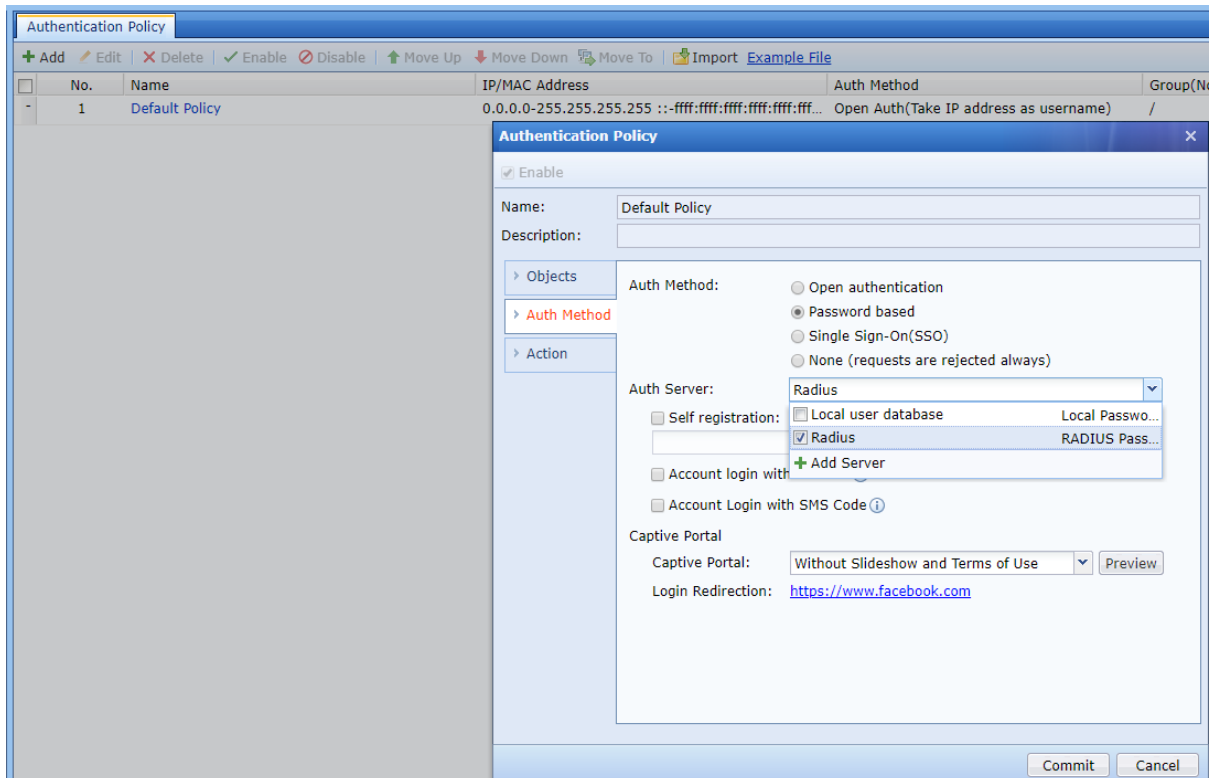 Authentication Policy
Add Edit Delete Enable Disable Move Up Move Down Move To Import Example File
No. Name IP/MAC Address Auth Method Group(No
1 Default Policy 0.0.0.0-255.255.255.255 ::-ffff:ffff:ffff:ffff:ffff:fff... Open Auth(Take IP address as username) /
Authentication Policy
Enable
Name: Default Policy
Description:
Objects
Auth Method
Action
Auth Method: Open authentication
Password based
Single Sign-On(SSO)
None (requests are rejected always)
Auth Server: Radius
Self registration: Local user database Local Passwo...
Radius RADIUS Pass...
Add Server
Account login with
Account Login with SMS Code
Captive Portal
Captive Portal: Without Slideshow and Terms of Use Preview
Login Redirection: https://www.facebook.com
Commit Cancel